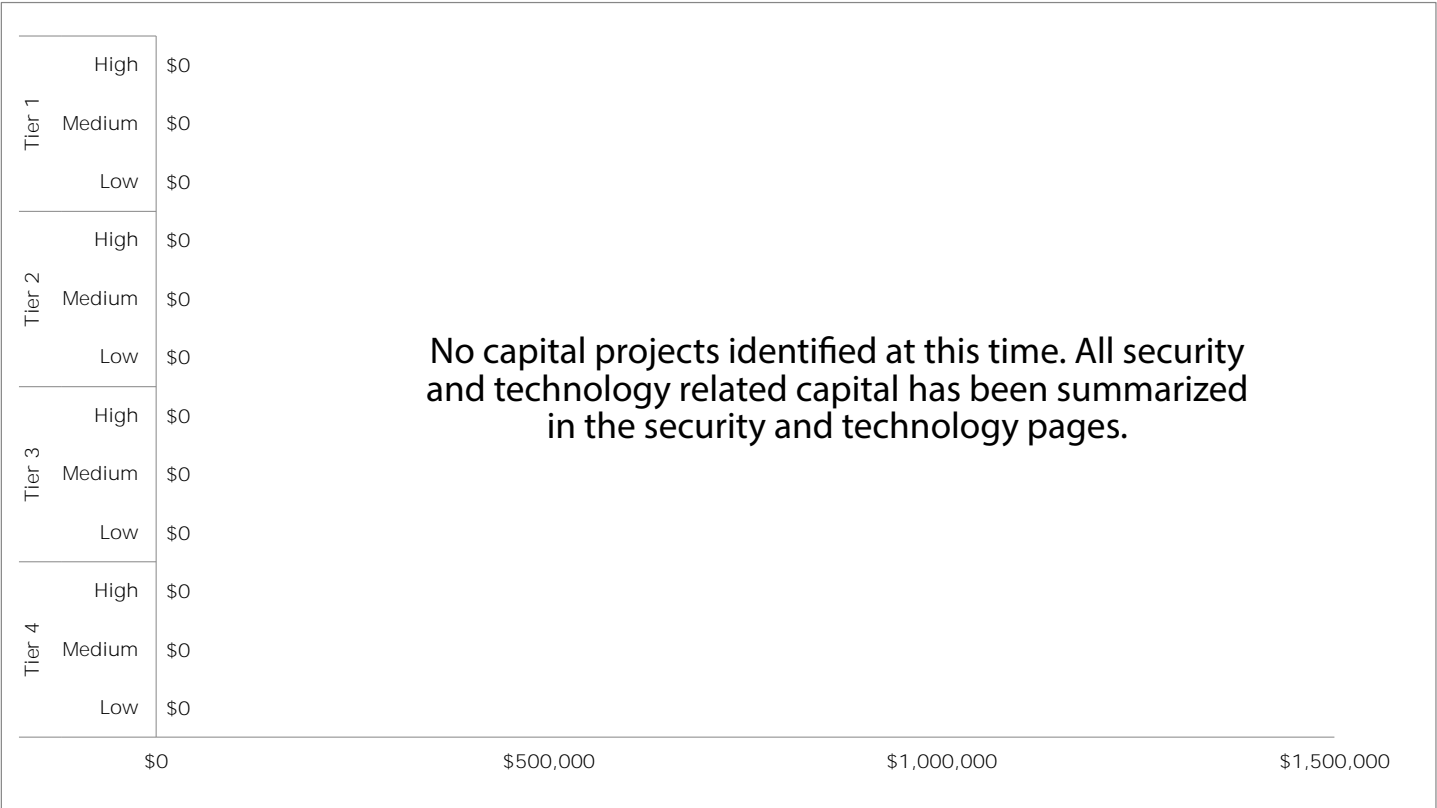 Tier 1
High $0
Medium $0
Low $0
Tier 2
High $0
Medium $0
Low $0
Tier 3
High $0
Medium $0
Low $0
Tier 4
High $0
Medium $0
Low $0
No capital projects identified at this time. All security
and technology related capital has been summarized
in the security and technology pages.
$0 $500,000 $1,000,000 $1,500,000